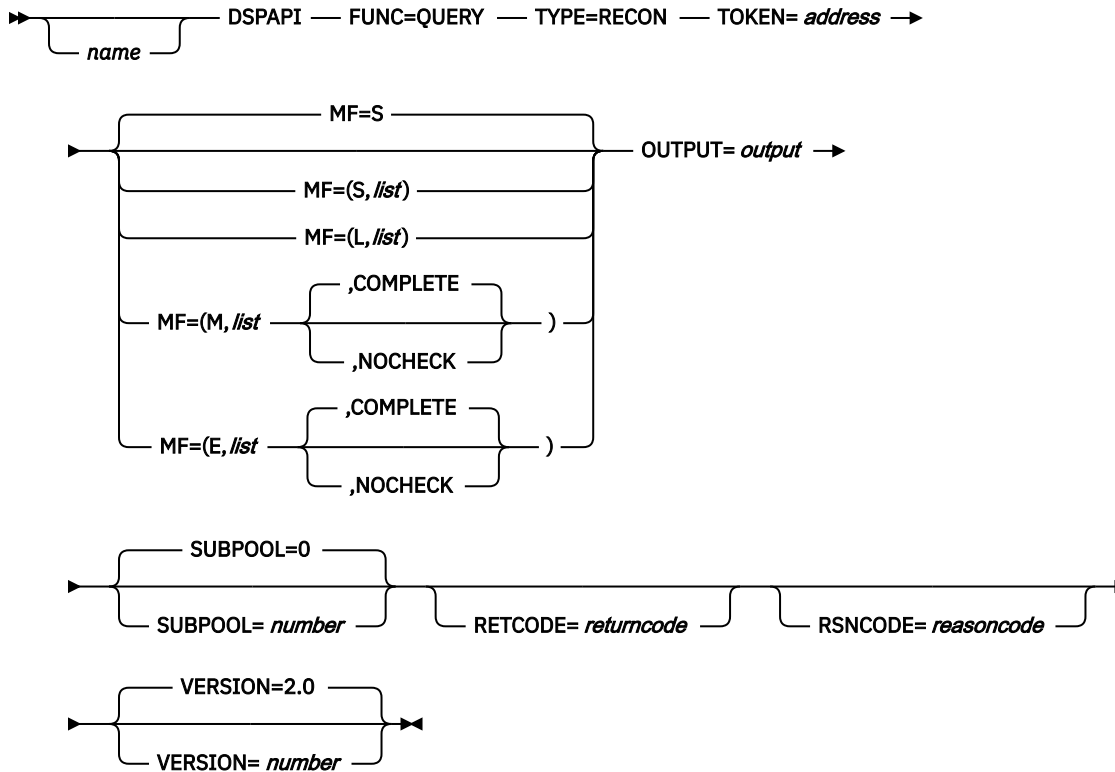 DSPAPI FUNC=QUERY TYPE=RECON TOKEN= address
name
MF=S
OUTPUT= output
MF=(S,list)
MF=(L,list)
,COMPLETE
MF=(M,list )
,NOCHECK
,COMPLETE
MF=(E,list )
,NOCHECK
SUBPOOL=0
SUBPOOL= number RETCODE= returncode RSNCODE= reasoncode
VERSION=2.0
VERSION= number